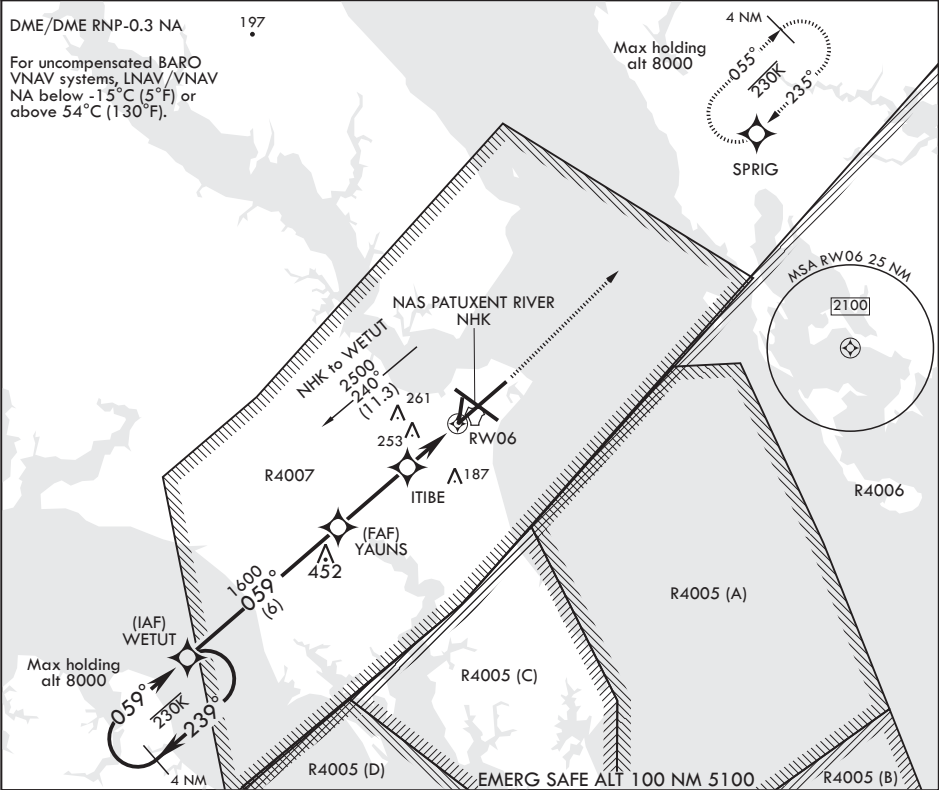 DME/DME RNP-0.3 NA
For uncompensated BARO
VNAV systems, LNAV/VNAV
NA below -15°C (5°F) or
above 54°C (130°F).
197
4 NM
Max holding
alt 8000
055°
230K
235°
SPRIG
MSA RW06 25 NM
2100
NAS PATUXENT RIVER
NHK
NHK to WETUT
2500
240°
(11.3)
261
253
RW06
187
ITIBE
R4007
R4006
(FAF)
YAUNS
452
1600
059°
(6)
R4005 (A)
(IAF)
WETUT
Max holding
alt 8000
059°
230K
239°
4 NM
R4005 (C)
R4005 (D)
EMERG SAFE ALT 100 NM 5100
R4005 (B)